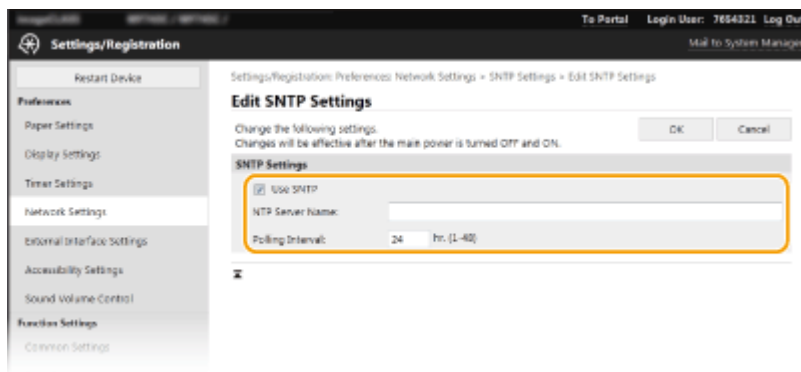 To Portal Login User: 7654321 Log Ou
Settings/Registration
Mail to System Manage
Restart Device
Settings/Registration: Preferences: Network Settings > SNTP Settings > Edit SNTP Settings
Preferences
Edit SNTP Settings
Paper Settings
Change the following settings.
Changes will be effective after the main power is turned OFF and ON.
OK
Cancel
Display Settings
SNTP Settings
Timer Settings
Use SNTP
Network Settings
NTP Server Name:
External Interface Settings
Polling Interval: 24 hr. (1-48)
Accessibility Settings
Sound Volume Control
Function Settings
Common Settings